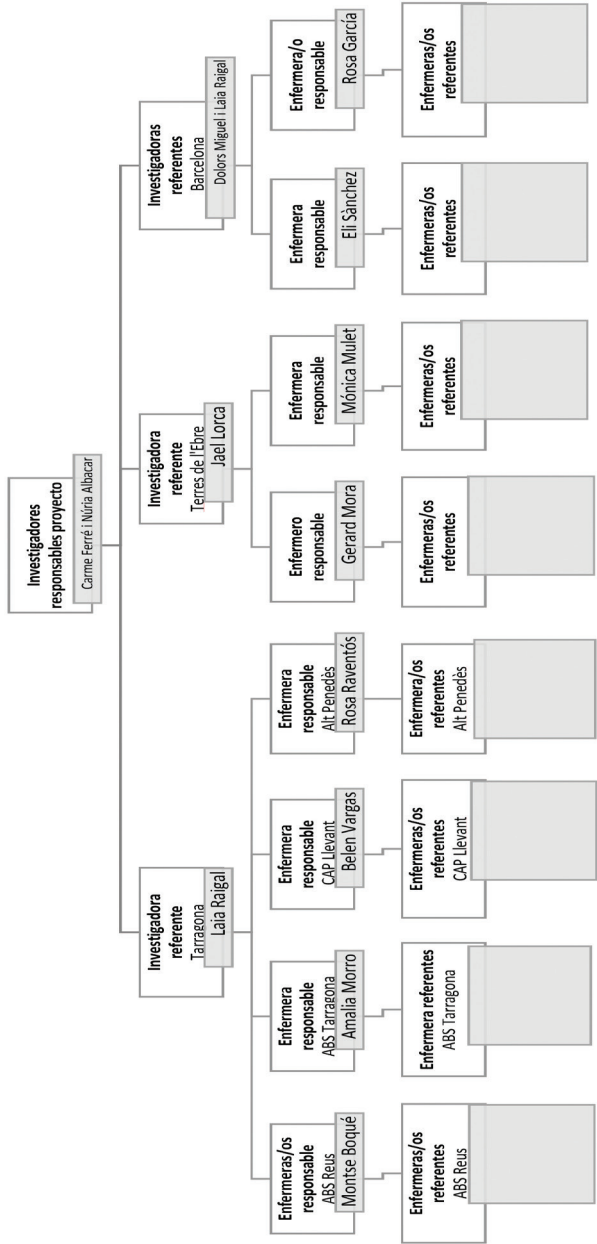 Investigadores
responsables proyecto
Carme Ferré i Núria Albacar
Investigadora
referente
Tarragona
Laia Raigal
Investigadora
referente
Terres de l'Ebre
Jael Lorca
Investigadoras
referentes
Barcelona
Dolors Miguel i Laia Raigal
Enfermeras/os
responsable
ABS Reus
Montse Boqué
Enfermera
responsable
ABS Tarragona
Amalia Morro
Enfermera
responsable
CAP Llevant
Belen Vargas
Enfermera
responsable
Alt Penedès
Rosa Raventós
Enfermero
responsable
Gerard Mora
Enfermera
responsable
Mónica Mulet
Enfermera
responsable
Eli Sànchez
Enfermera/o
responsable
Rosa García
Enfermeras/os
referentes
ABS Reus
Enfermera referentes
ABS Tarragona
Enfermeras/os
referentes
CAP Llevant
Enfermera/os
referentes
Alt Penedès
Enfermeras/os
referentes
Enfermeras/os
referentes
Enfermeras/os
referentes
Enfermeras/os
referentes